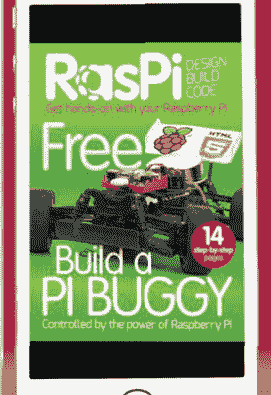 RasPi
DESIGN
BUILD
CODE
Get hands-on with your Raspberry Pi
Free
HTML
5
14
step-by-step
pages
Build a
PI BUGGY
Controlled by the power of Raspberry Pi